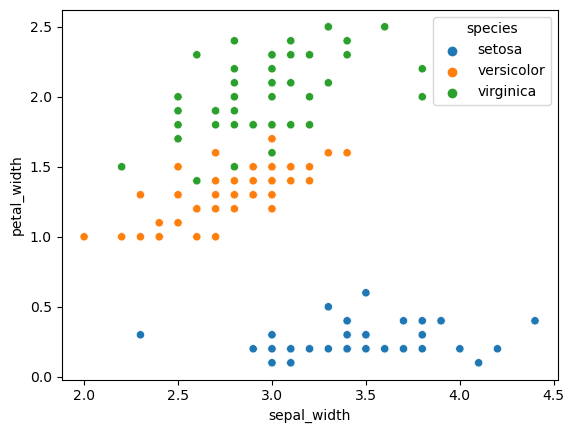 2.5
2.0
1.5
1.0
0.5
0.0
petal_width
species
setosa
versicolor
virginica
2.0 2.5 3.0 3.5 4.0 4.5
sepal_width